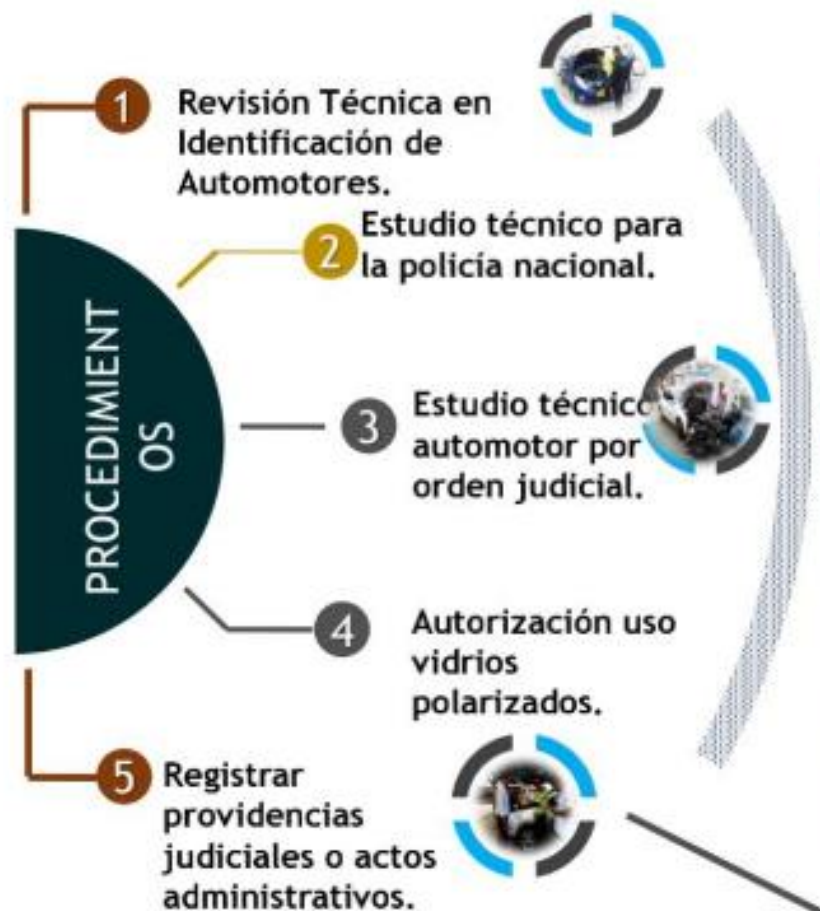 1
Revisión Técnica en
Identificación de
Automotores.
2
Estudio técnico para
la policía nacional.
PROCEDIMIENT
OS
3
Estudio técnico
automotor por
orden judicial.
4
Autorización uso
vidrios
polarizados.
5
Registrar
providencias
judiciales o actos
administrativos.